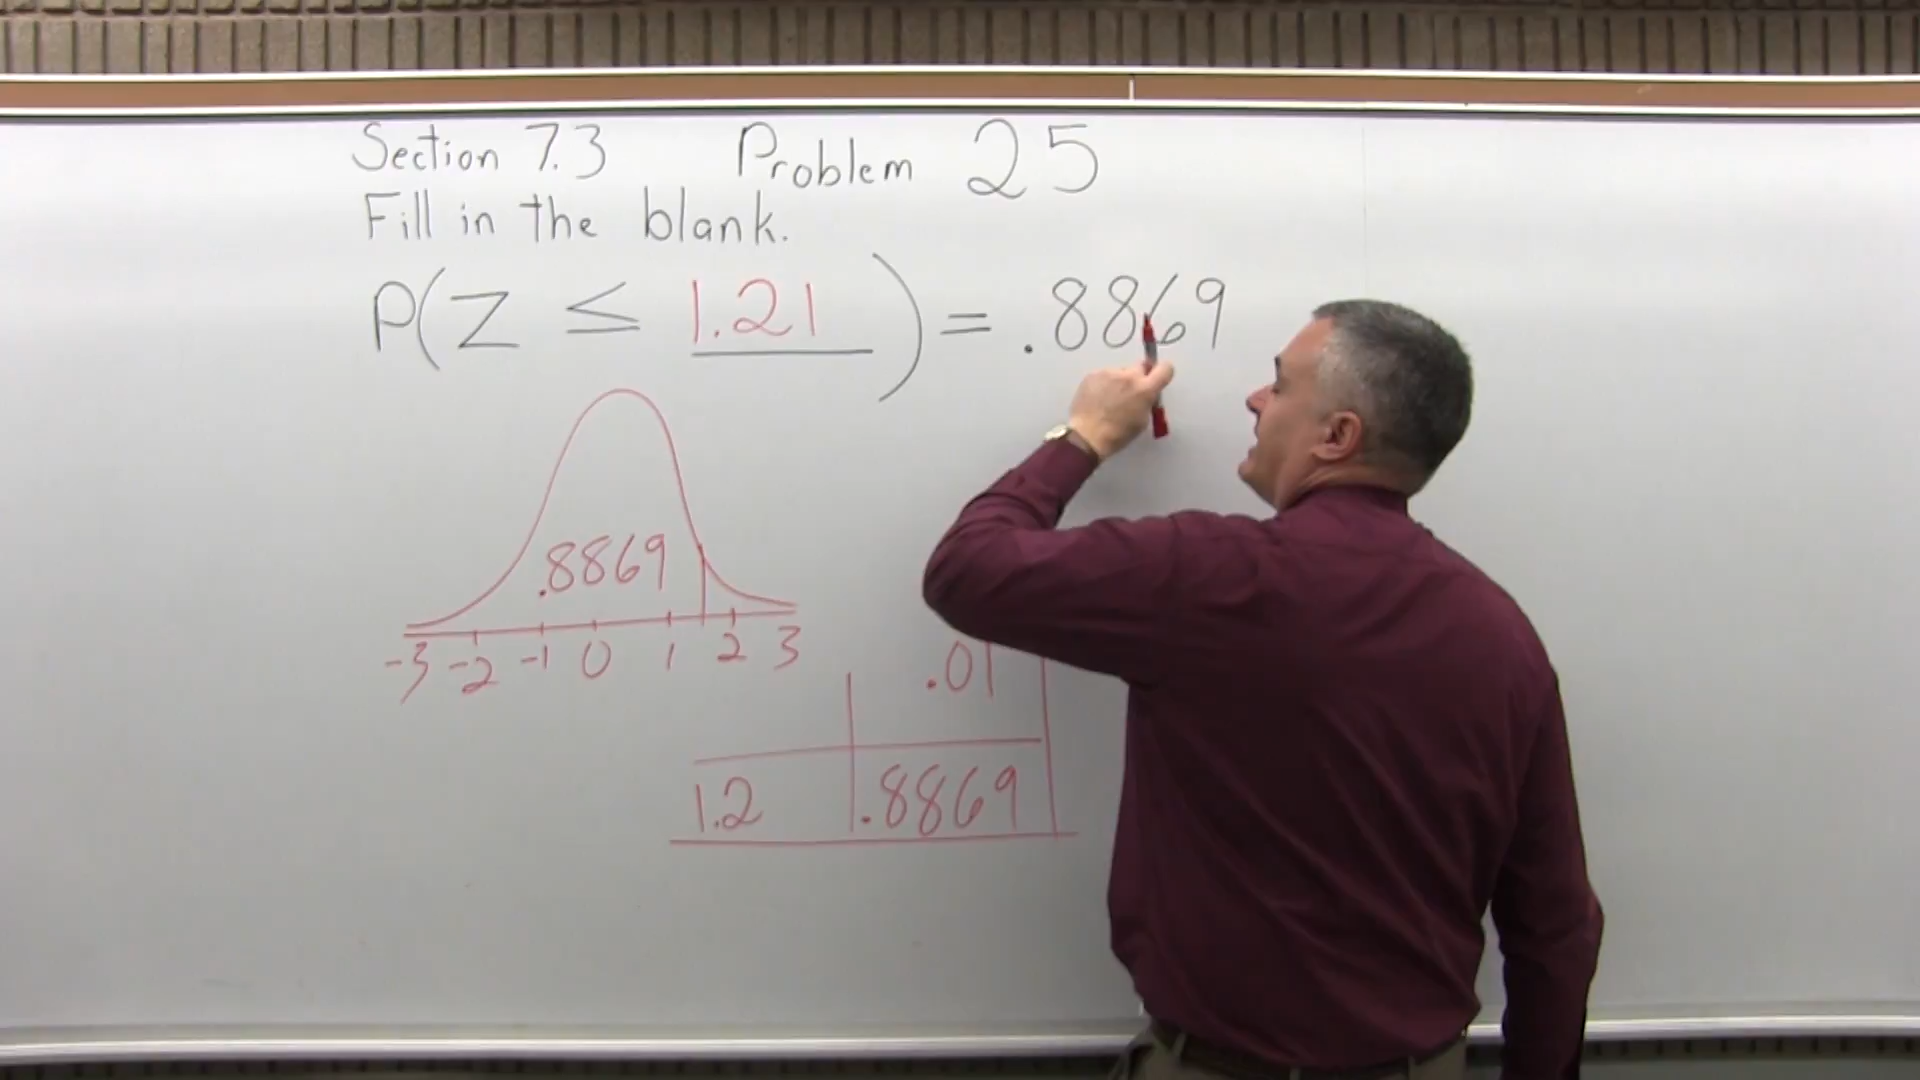 Section 7.3 Problem 25
Fill in the blank.
P(Z ≤ 1.21) = .8869
.8869
-3 -2 -1 0 1 2 3
.01
1.2 .8869